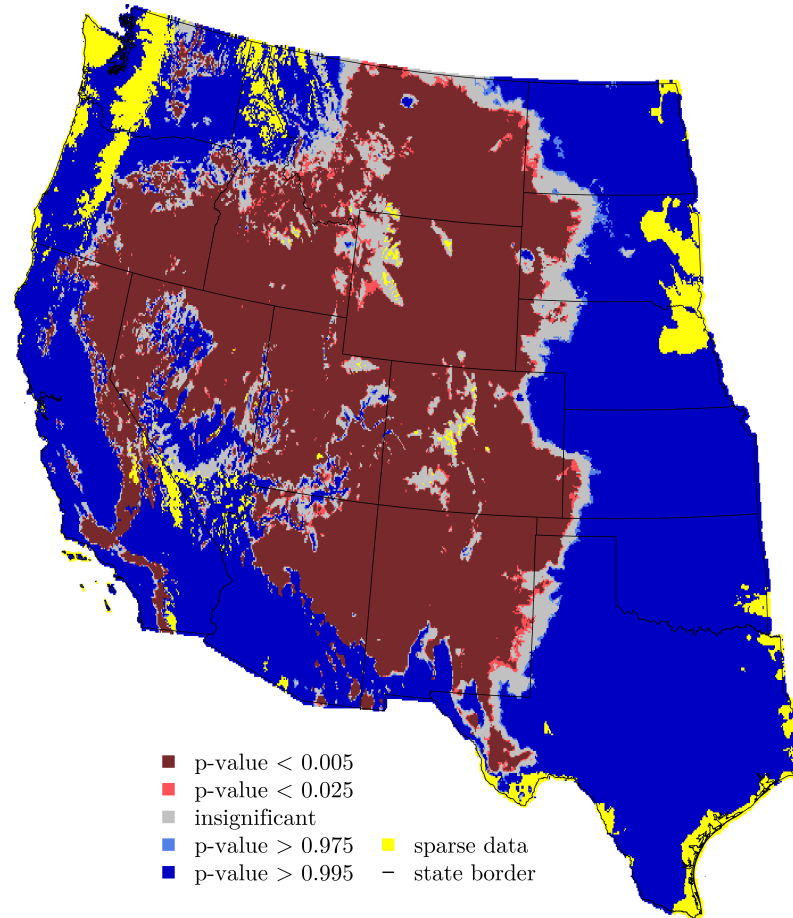 p-value < 0.005
p-value < 0.025
insignificant
p-value > 0.975
p-value > 0.995
sparse data
state border